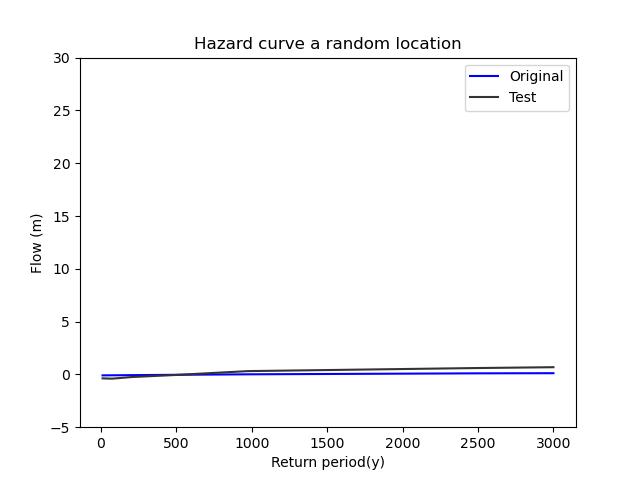 Hazard curve a random location
Original
Test
30
25
20
15
10
5
0
−5
Flow (m)
0 500 1000 1500 2000 2500 3000
Return period(y)